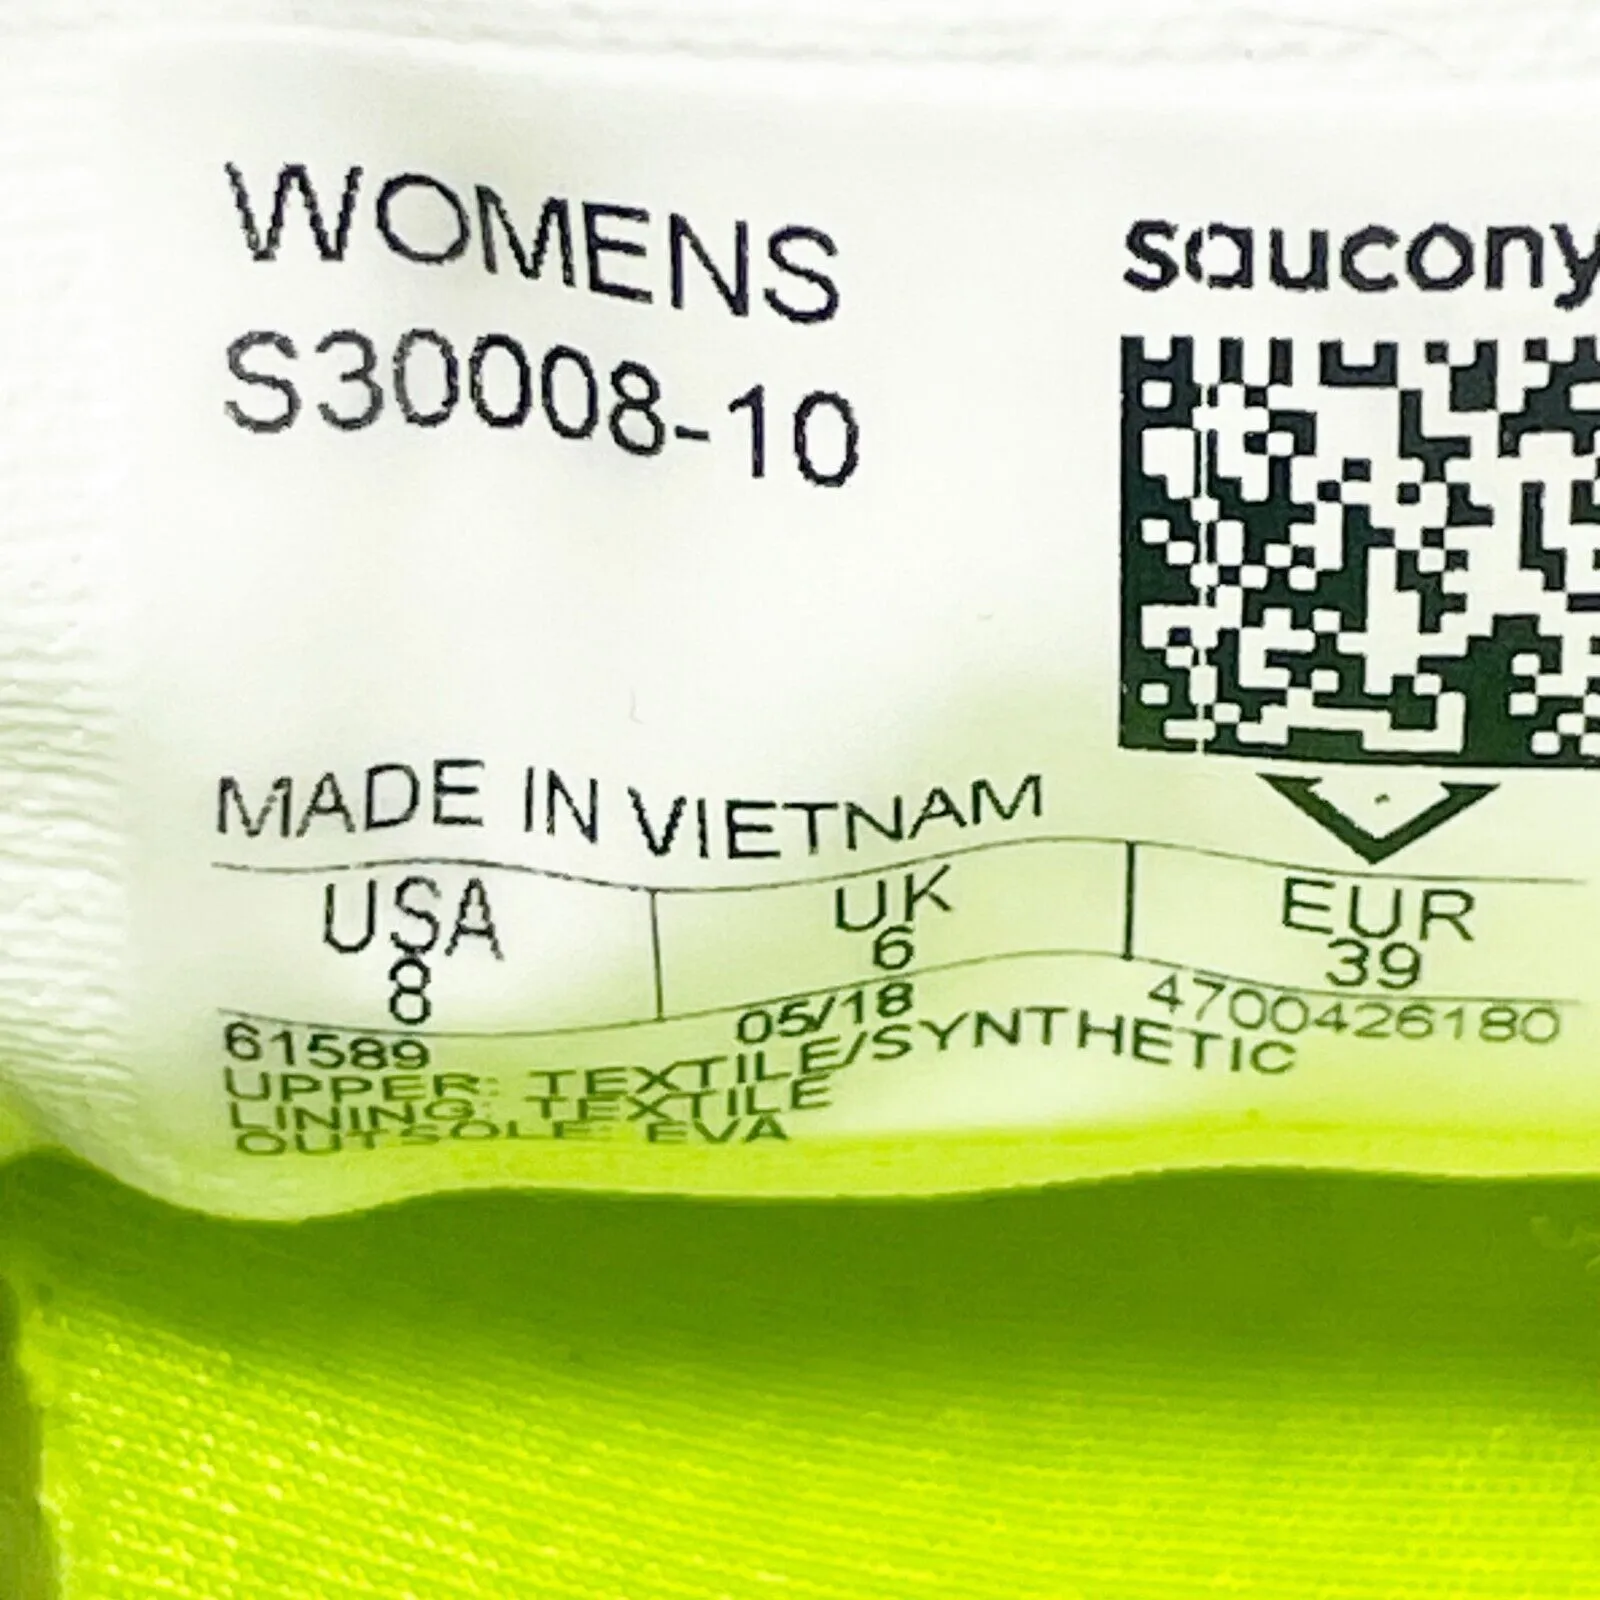 WOMENS
S30008-10
saucony
MADE IN VIETNAM
USA
8
UK
6
EUR
39
61589
05/18
4700426180
UPPER: TEXTILE/SYNTHETIC
LINING: TEXTILE
OUTSOLE: EVA